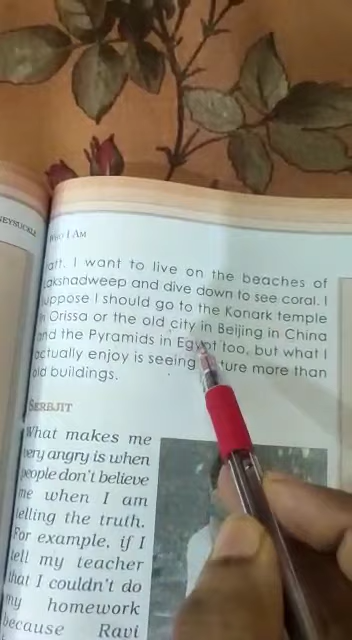 NEYSUCKLE
WHO I AM
att. I want to live on the beaches of
Lakshadweep and dive down to see coral. I
suppose I should go to the Konark temple
in Orissa or the old city in Beijing in China
and the Pyramids in Egypt too, but what I
actually enjoy is seeing more than
old buildings.
SERBJIT
What makes me
very angry is when
people don't believe
me when I am
telling the truth.
For example, if I
tell my teacher
that I couldn't do
my homework
because Ravi